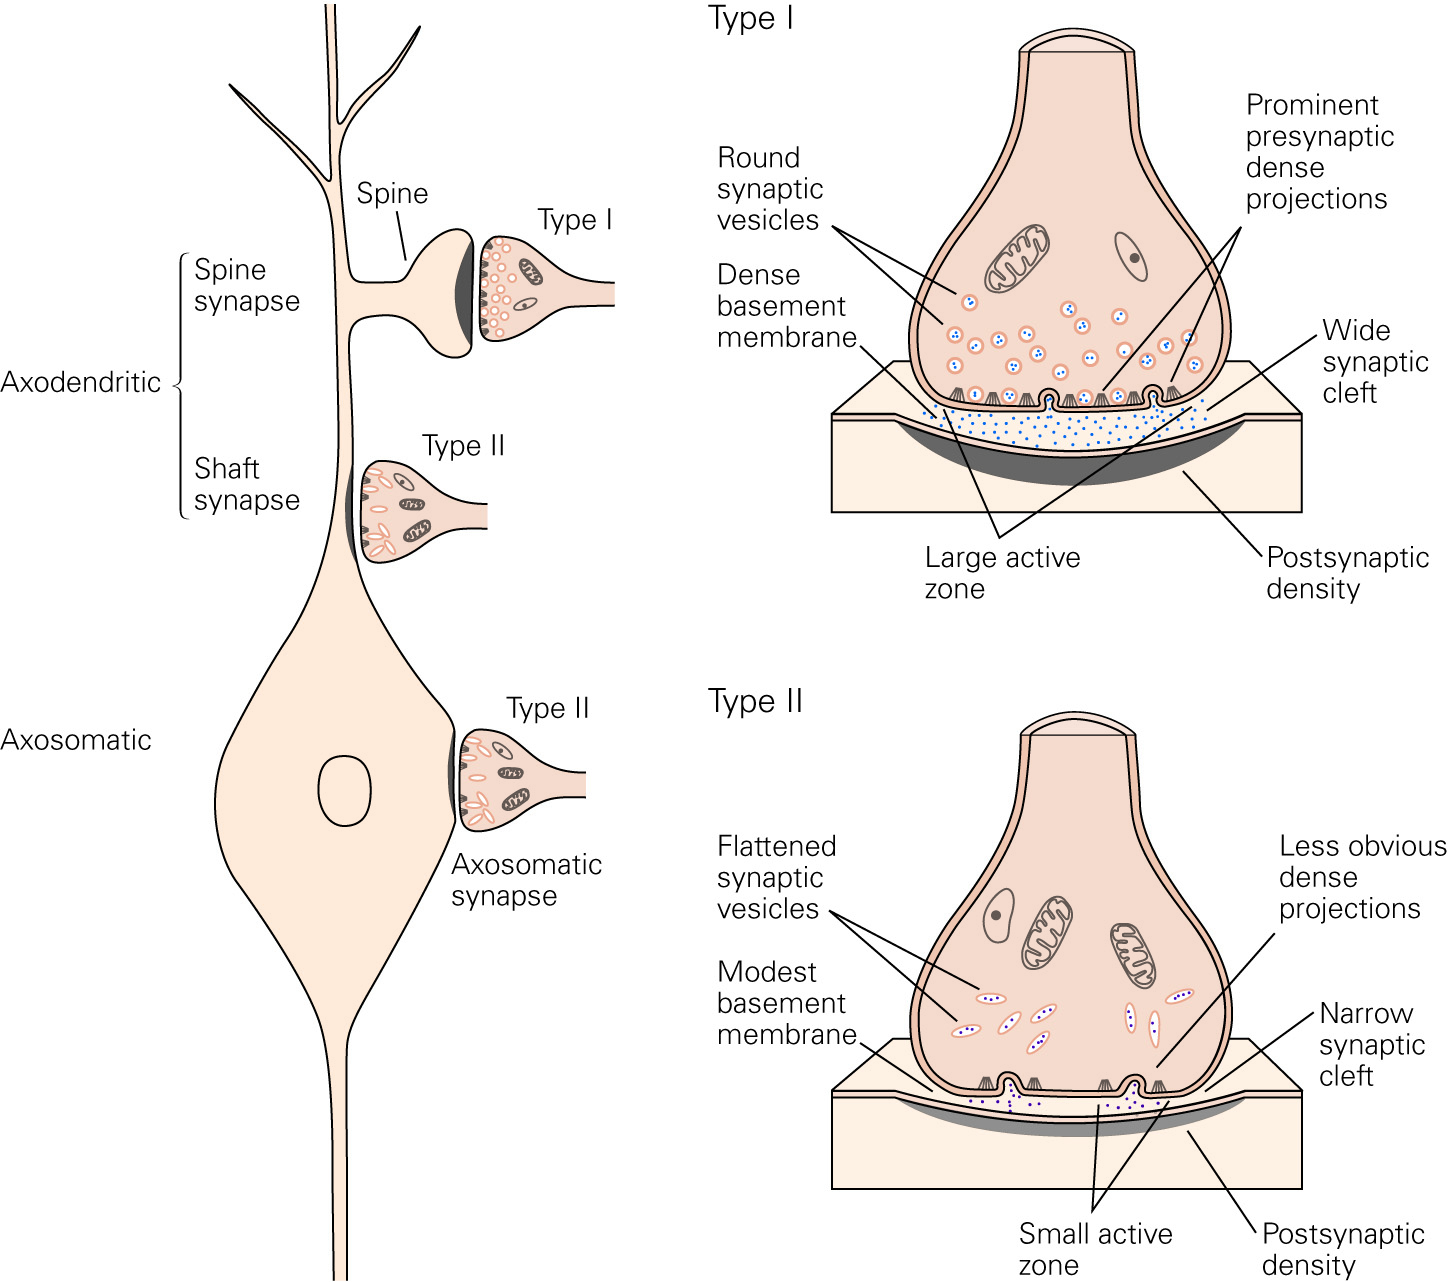 Spine
Type I
Spine
synapse
Axodendritic
Type II
Shaft
synapse
Type II
Axosomatic
Axosomatic
synapse
Type I
Prominent
presynaptic
dense
projections
Round
synaptic
vesicles
Dense
basement
membrane
Wide
synaptic
cleft
Large active
zone
Postsynaptic
density
Type II
Flattened
synaptic
vesicles
Less obvious
dense
projections
Modest
basement
membrane
Narrow
synaptic
cleft
Small active
zone
Postsynaptic
density